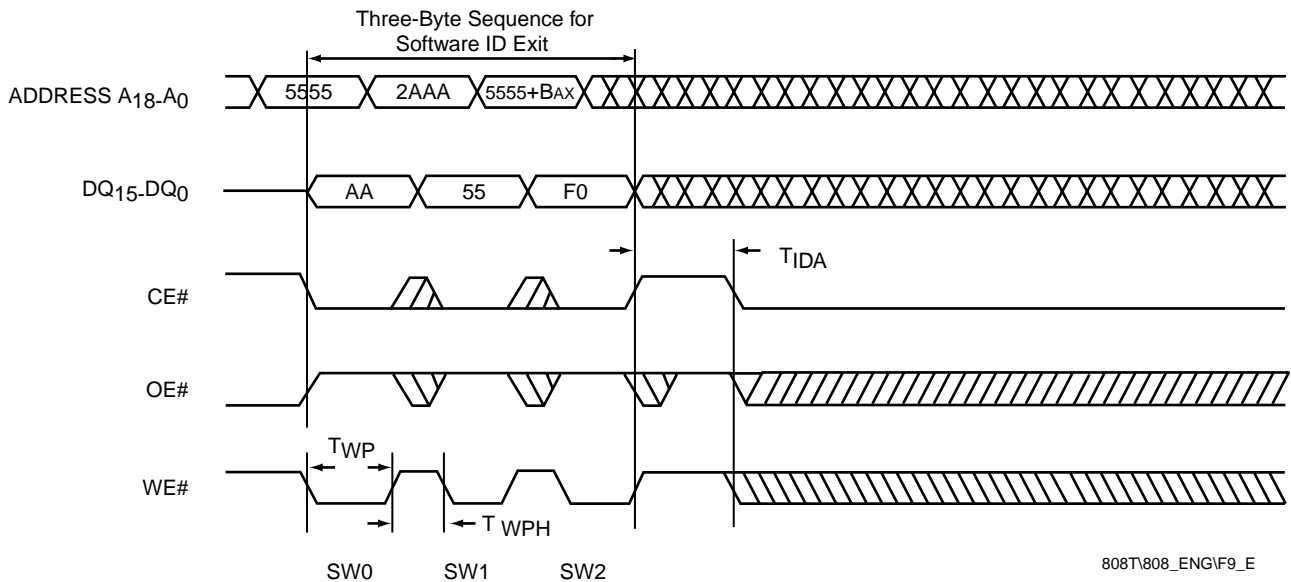 Three-Byte Sequence for
Software ID Exit
ADDRESS A18-A0
5555
2AAA
5555+BAX
DQ15-DQ0
AA
55
F0
TIDA
CE#
OE#
TWP
WE#
T WPH
SW0
SW1
SW2
808T\808_ENG\F9_E